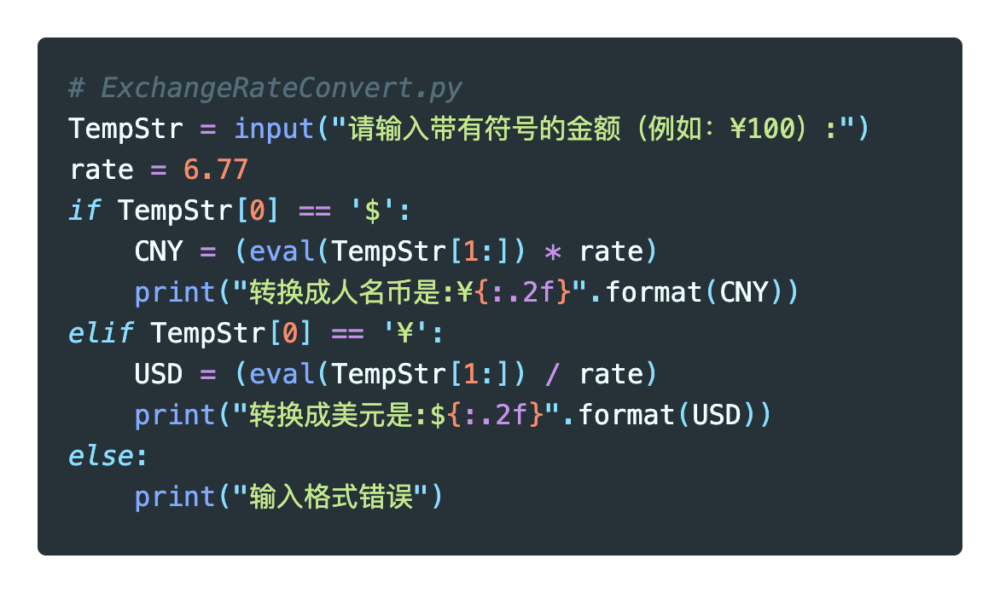 # ExchangeRateConvert.py
TempStr = input("请输入带有符号的金额（例如：¥100）:")
rate = 6.77
if TempStr[0] == '$':
    CNY = (eval(TempStr[1:]) * rate)
    print("转换成人名币是:¥{:.2f}".format(CNY))
elif TempStr[0] == '¥':
    USD = (eval(TempStr[1:]) / rate)
    print("转换成美元是:${:.2f}".format(USD))
else:
    print("输入格式错误")